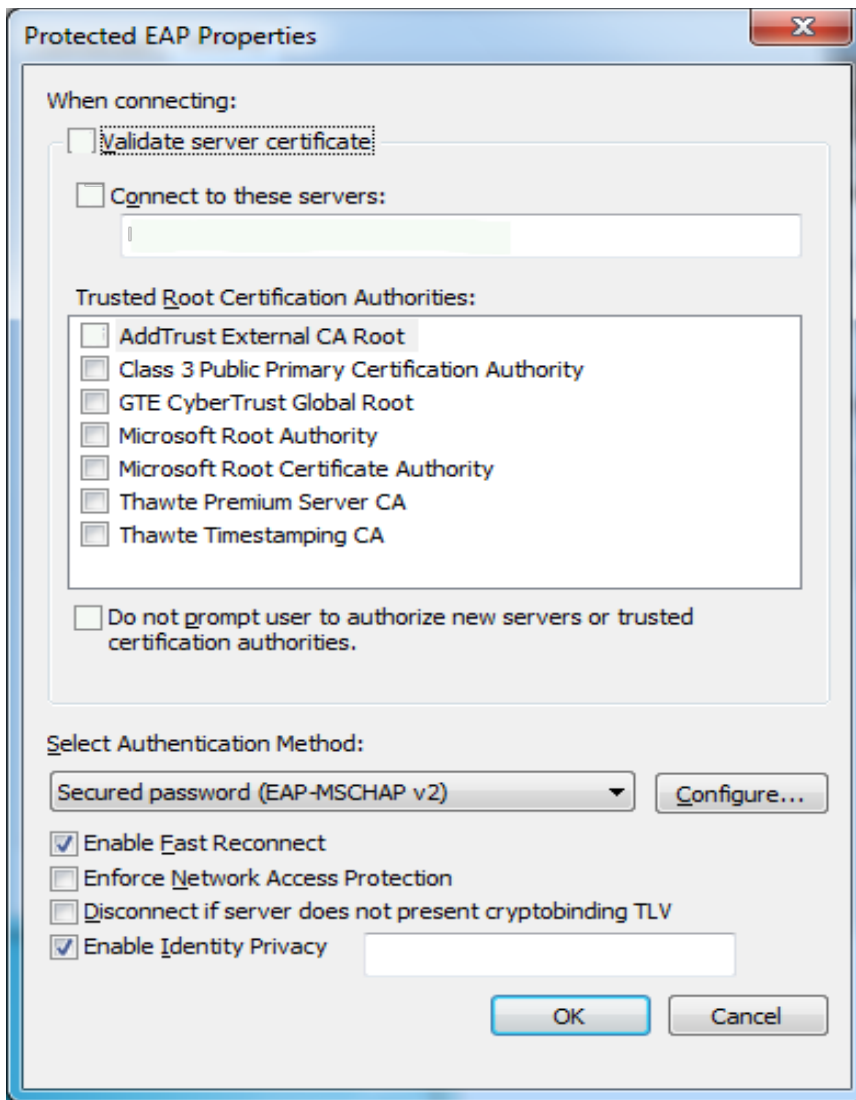 Protected EAP Properties
When connecting:
Validate server certificate
Connect to these servers:
Trusted Root Certification Authorities:
AddTrust External CA Root
Class 3 Public Primary Certification Authority
GTE CyberTrust Global Root
Microsoft Root Authority
Microsoft Root Certificate Authority
Thawte Premium Server CA
Thawte Timestamping CA
Do not prompt user to authorize new servers or trusted
certification authorities.
Select Authentication Method:
Secured password (EAP-MSCHAP v2)
Configure...
Enable Fast Reconnect
Enforce Network Access Protection
Disconnect if server does not present cryptobinding TLV
Enable Identity Privacy
OK
Cancel